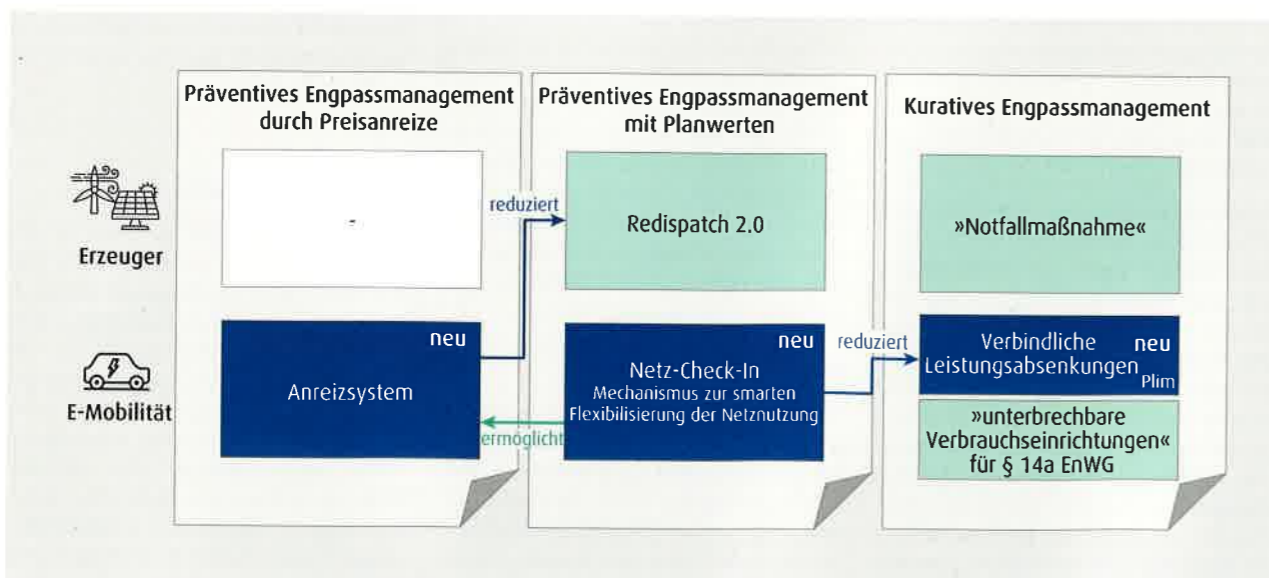 Präventives Engpassmanagement
durch Preisanreize
Präventives Engpassmanagement
mit Planwerten
Kuratives Engpassmanagement
Erzeuger
-
reduziert
Redispatch 2.0
»Notfallmaßnahme«
E-Mobilität
neu
Anreizsystem
ermöglicht
neu
Netz-Check-In
Mechanismus zur smarten
Flexibilisierung der Netznutzung
reduziert
neu
Verbindliche
Leistungsabsenkungen
Plim
»unterbrechbare
Verbrauchseinrichtungen«
für § 14a EnWG